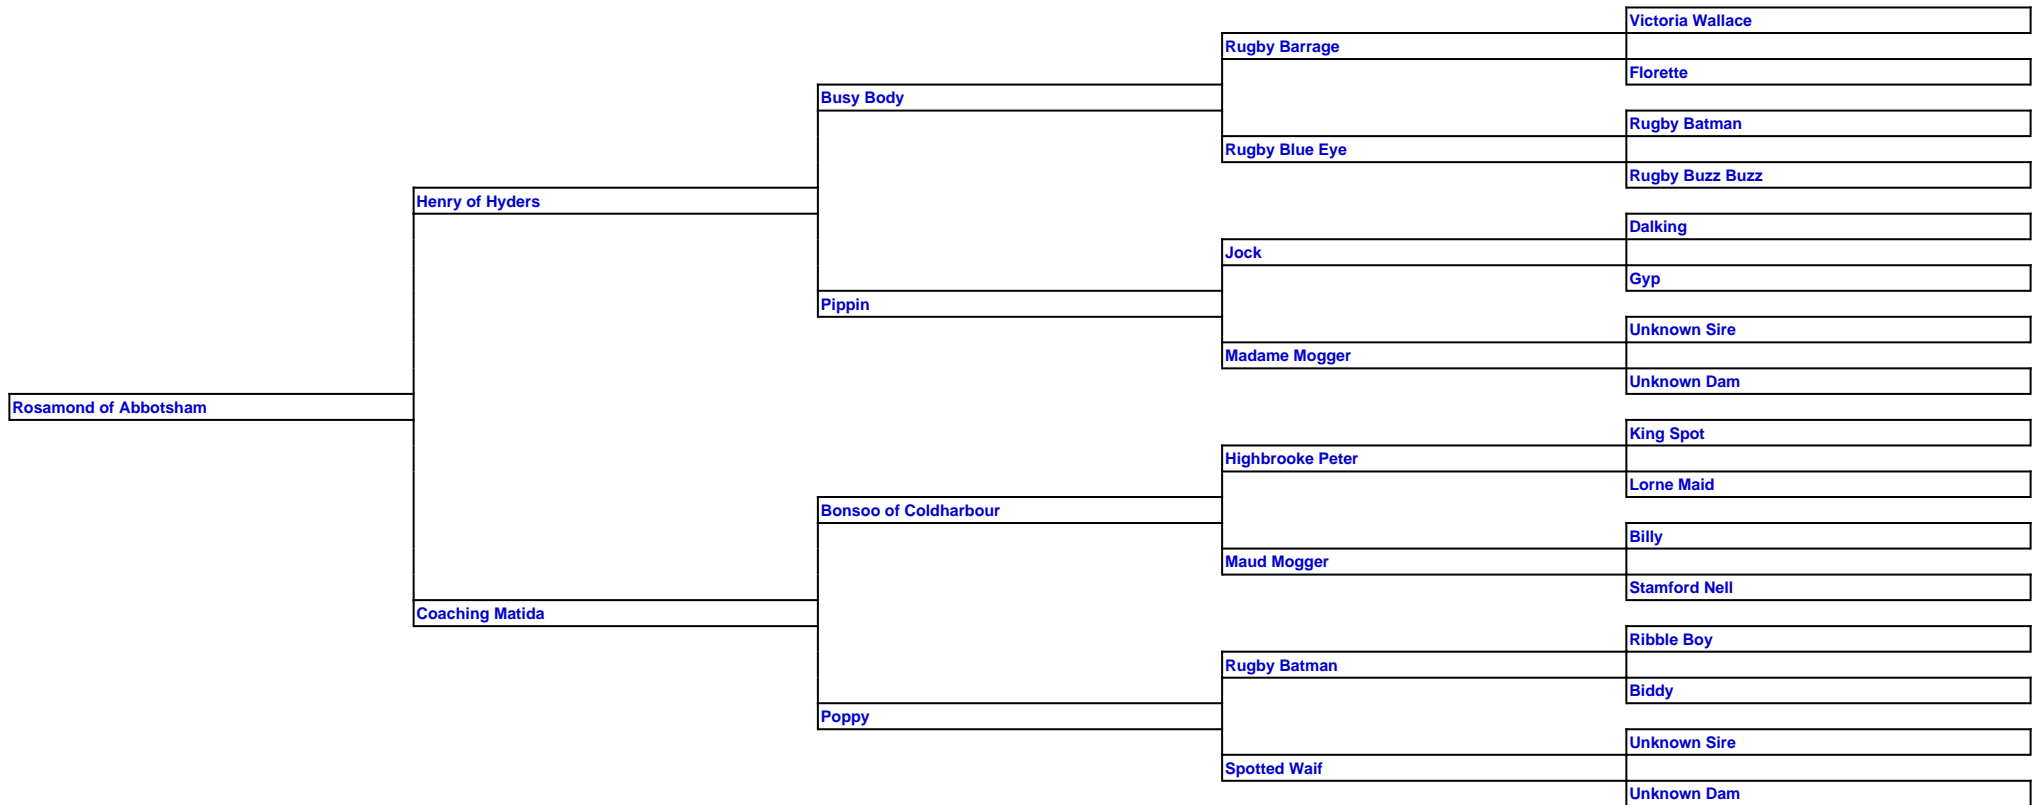 Victoria Wallace
Rugby Barrage
Florette
Busy Body
Rugby Batman
Rugby Blue Eye
Rugby Buzz Buzz
Henry of Hyders
Dalking
Jock
Gyp
Pippin
Unknown Sire
Madame Mogger
Unknown Dam
Rosamond of Abbotsham
King Spot
Highbrooke Peter
Lorne Maid
Bonsoo of Coldharbour
Billy
Maud Mogger
Stamford Nell
Coaching Matida
Ribble Boy
Rugby Batman
Biddy
Poppy
Unknown Sire
Spotted Waif
Unknown Dam